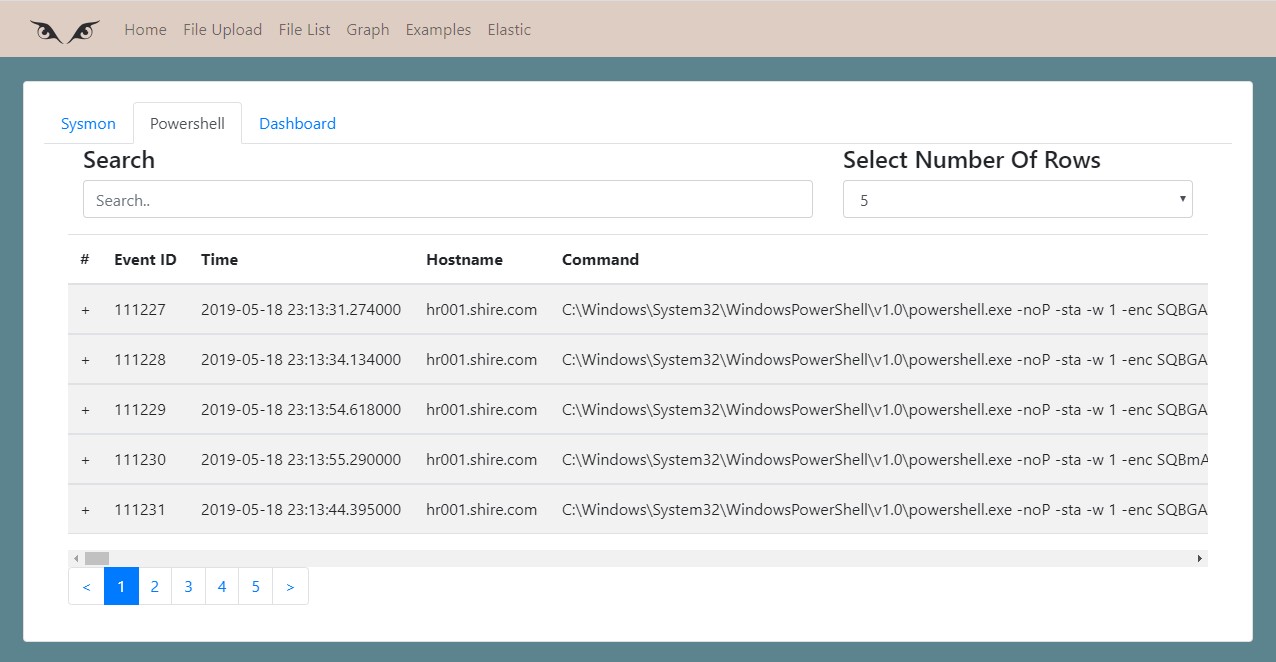 Home File Upload File List Graph Examples Elastic
Sysmon Powershell Dashboard
Search Select Number Of Rows
Search.. 5
# Event ID Time Hostname Command
+ 111227 2019-05-18 23:13:31.274000 hr001.shire.com C:\Windows\System32\WindowsPowerShell\v1.0\powershell.exe -noP -sta -w 1 -enc SQBGA
+ 111228 2019-05-18 23:13:34.134000 hr001.shire.com C:\Windows\System32\WindowsPowerShell\v1.0\powershell.exe -noP -sta -w 1 -enc SQBGA
+ 111229 2019-05-18 23:13:54.618000 hr001.shire.com C:\Windows\System32\WindowsPowerShell\v1.0\powershell.exe -noP -sta -w 1 -enc SQBGA
+ 111230 2019-05-18 23:13:55.290000 hr001.shire.com C:\Windows\System32\WindowsPowerShell\v1.0\powershell.exe -noP -sta -w 1 -enc SQBmA
+ 111231 2019-05-18 23:13:44.395000 hr001.shire.com C:\Windows\System32\WindowsPowerShell\v1.0\powershell.exe -noP -sta -w 1 -enc SQBGA
< 1 2 3 4 5 >